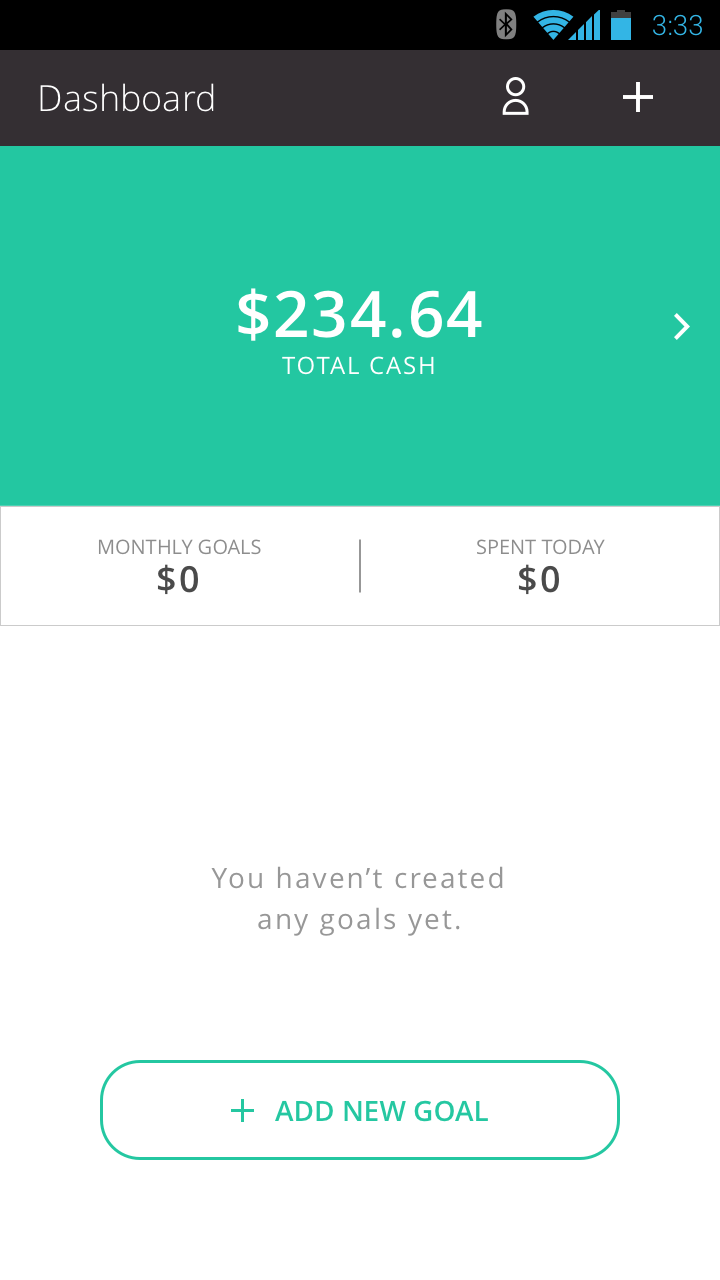 3:33
Dashboard
$234.64
TOTAL CASH
MONTHLY GOALS
$0
SPENT TODAY
$0
You haven’t created
any goals yet.
ADD NEW GOAL